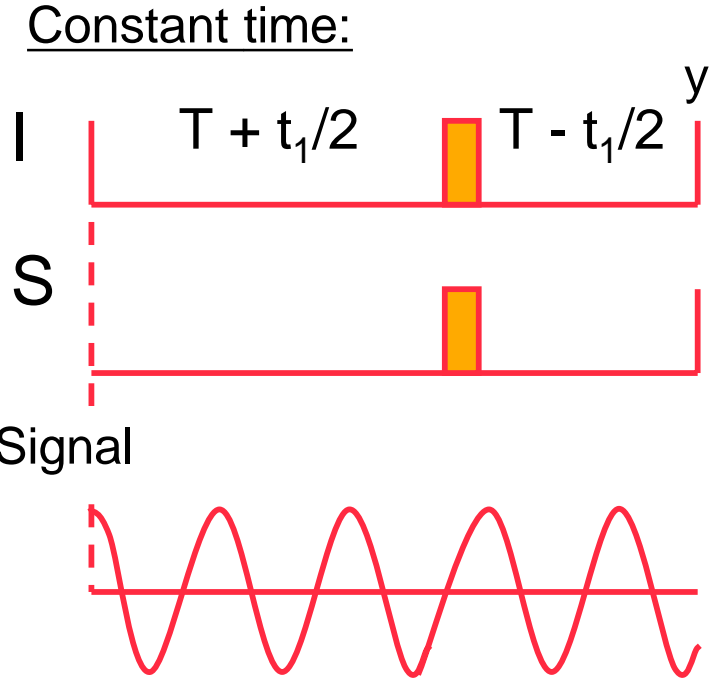 Constant time:
y
I T + t₁/2 T - t₁/2
S
Signal